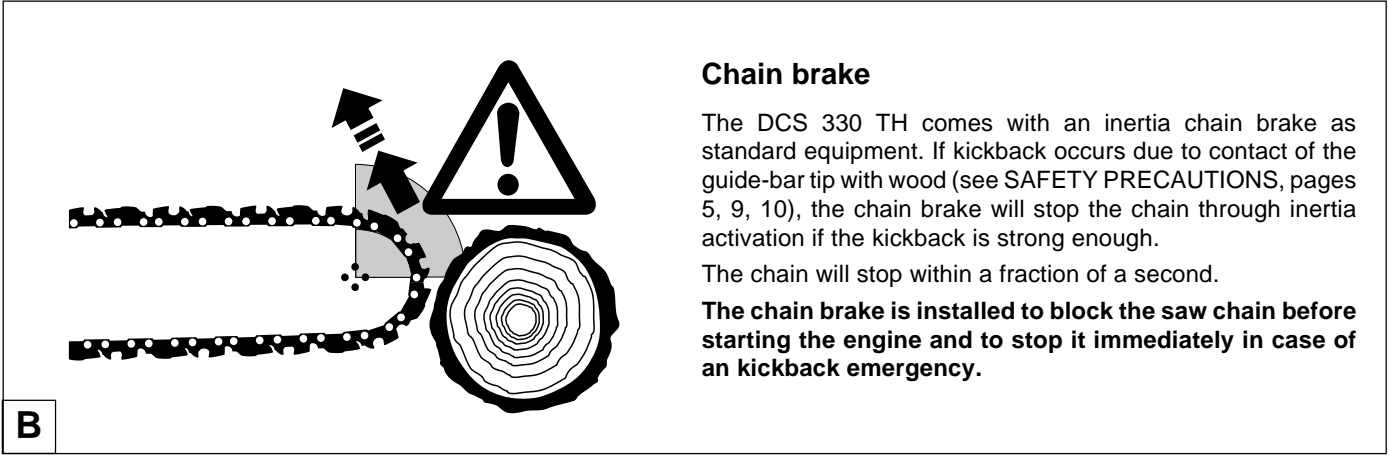 Chain brake
The DCS 330 TH comes with an inertia chain brake as
standard equipment. If kickback occurs due to contact of the
guide-bar tip with wood (see SAFETY PRECAUTIONS, pages
5, 9, 10), the chain brake will stop the chain through inertia
activation if the kickback is strong enough.
The chain will stop within a fraction of a second.
The chain brake is installed to block the saw chain before
starting the engine and to stop it immediately in case of
an kickback emergency.
B